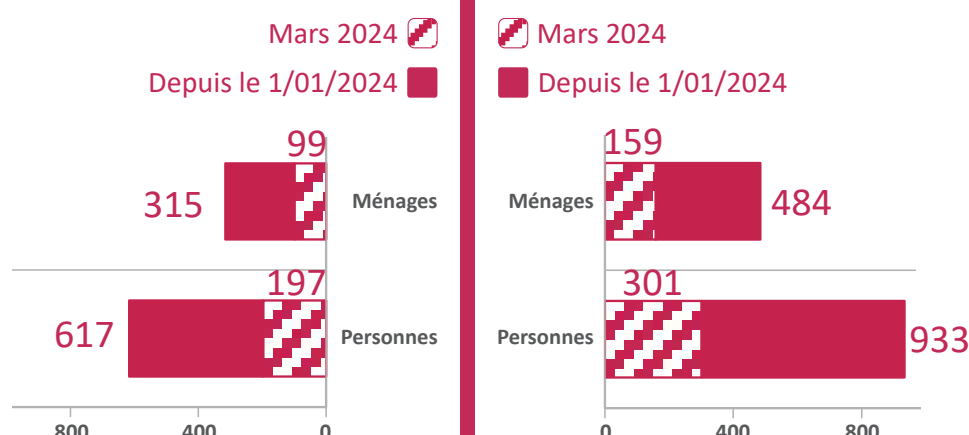 Mars 2024
Depuis le 1/01/2024
99
315
Ménages
197
617
Personnes
800 400 0
Mars 2024
Depuis le 1/01/2024
159
Ménages
484
301
Personnes
933
0 400 800